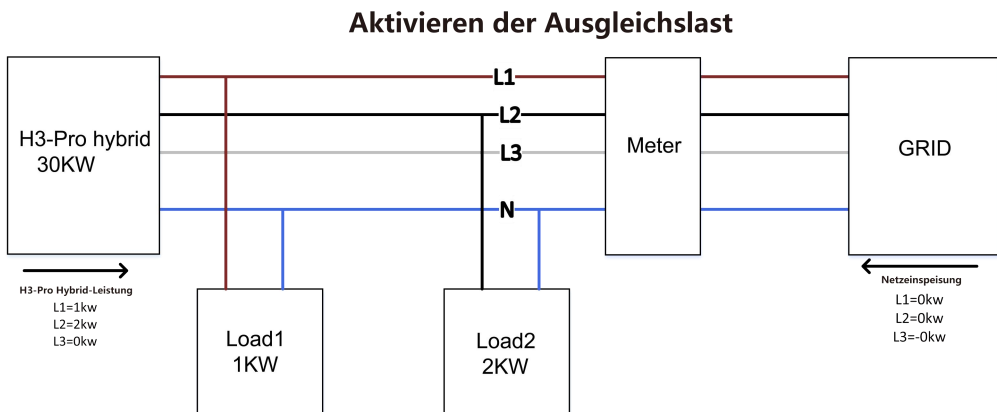 Aktivieren der Ausgleichslast
L1
L2
L3
N
H3-Pro hybrid
30KW
Meter
GRID
H3-Pro Hybrid-Leistung
L1=1kw
L2=2kw
L3=0kw
Load1
1KW
Load2
2KW
Netzeinspeisung
L1=0kw
L2=0kw
L3=-0kw